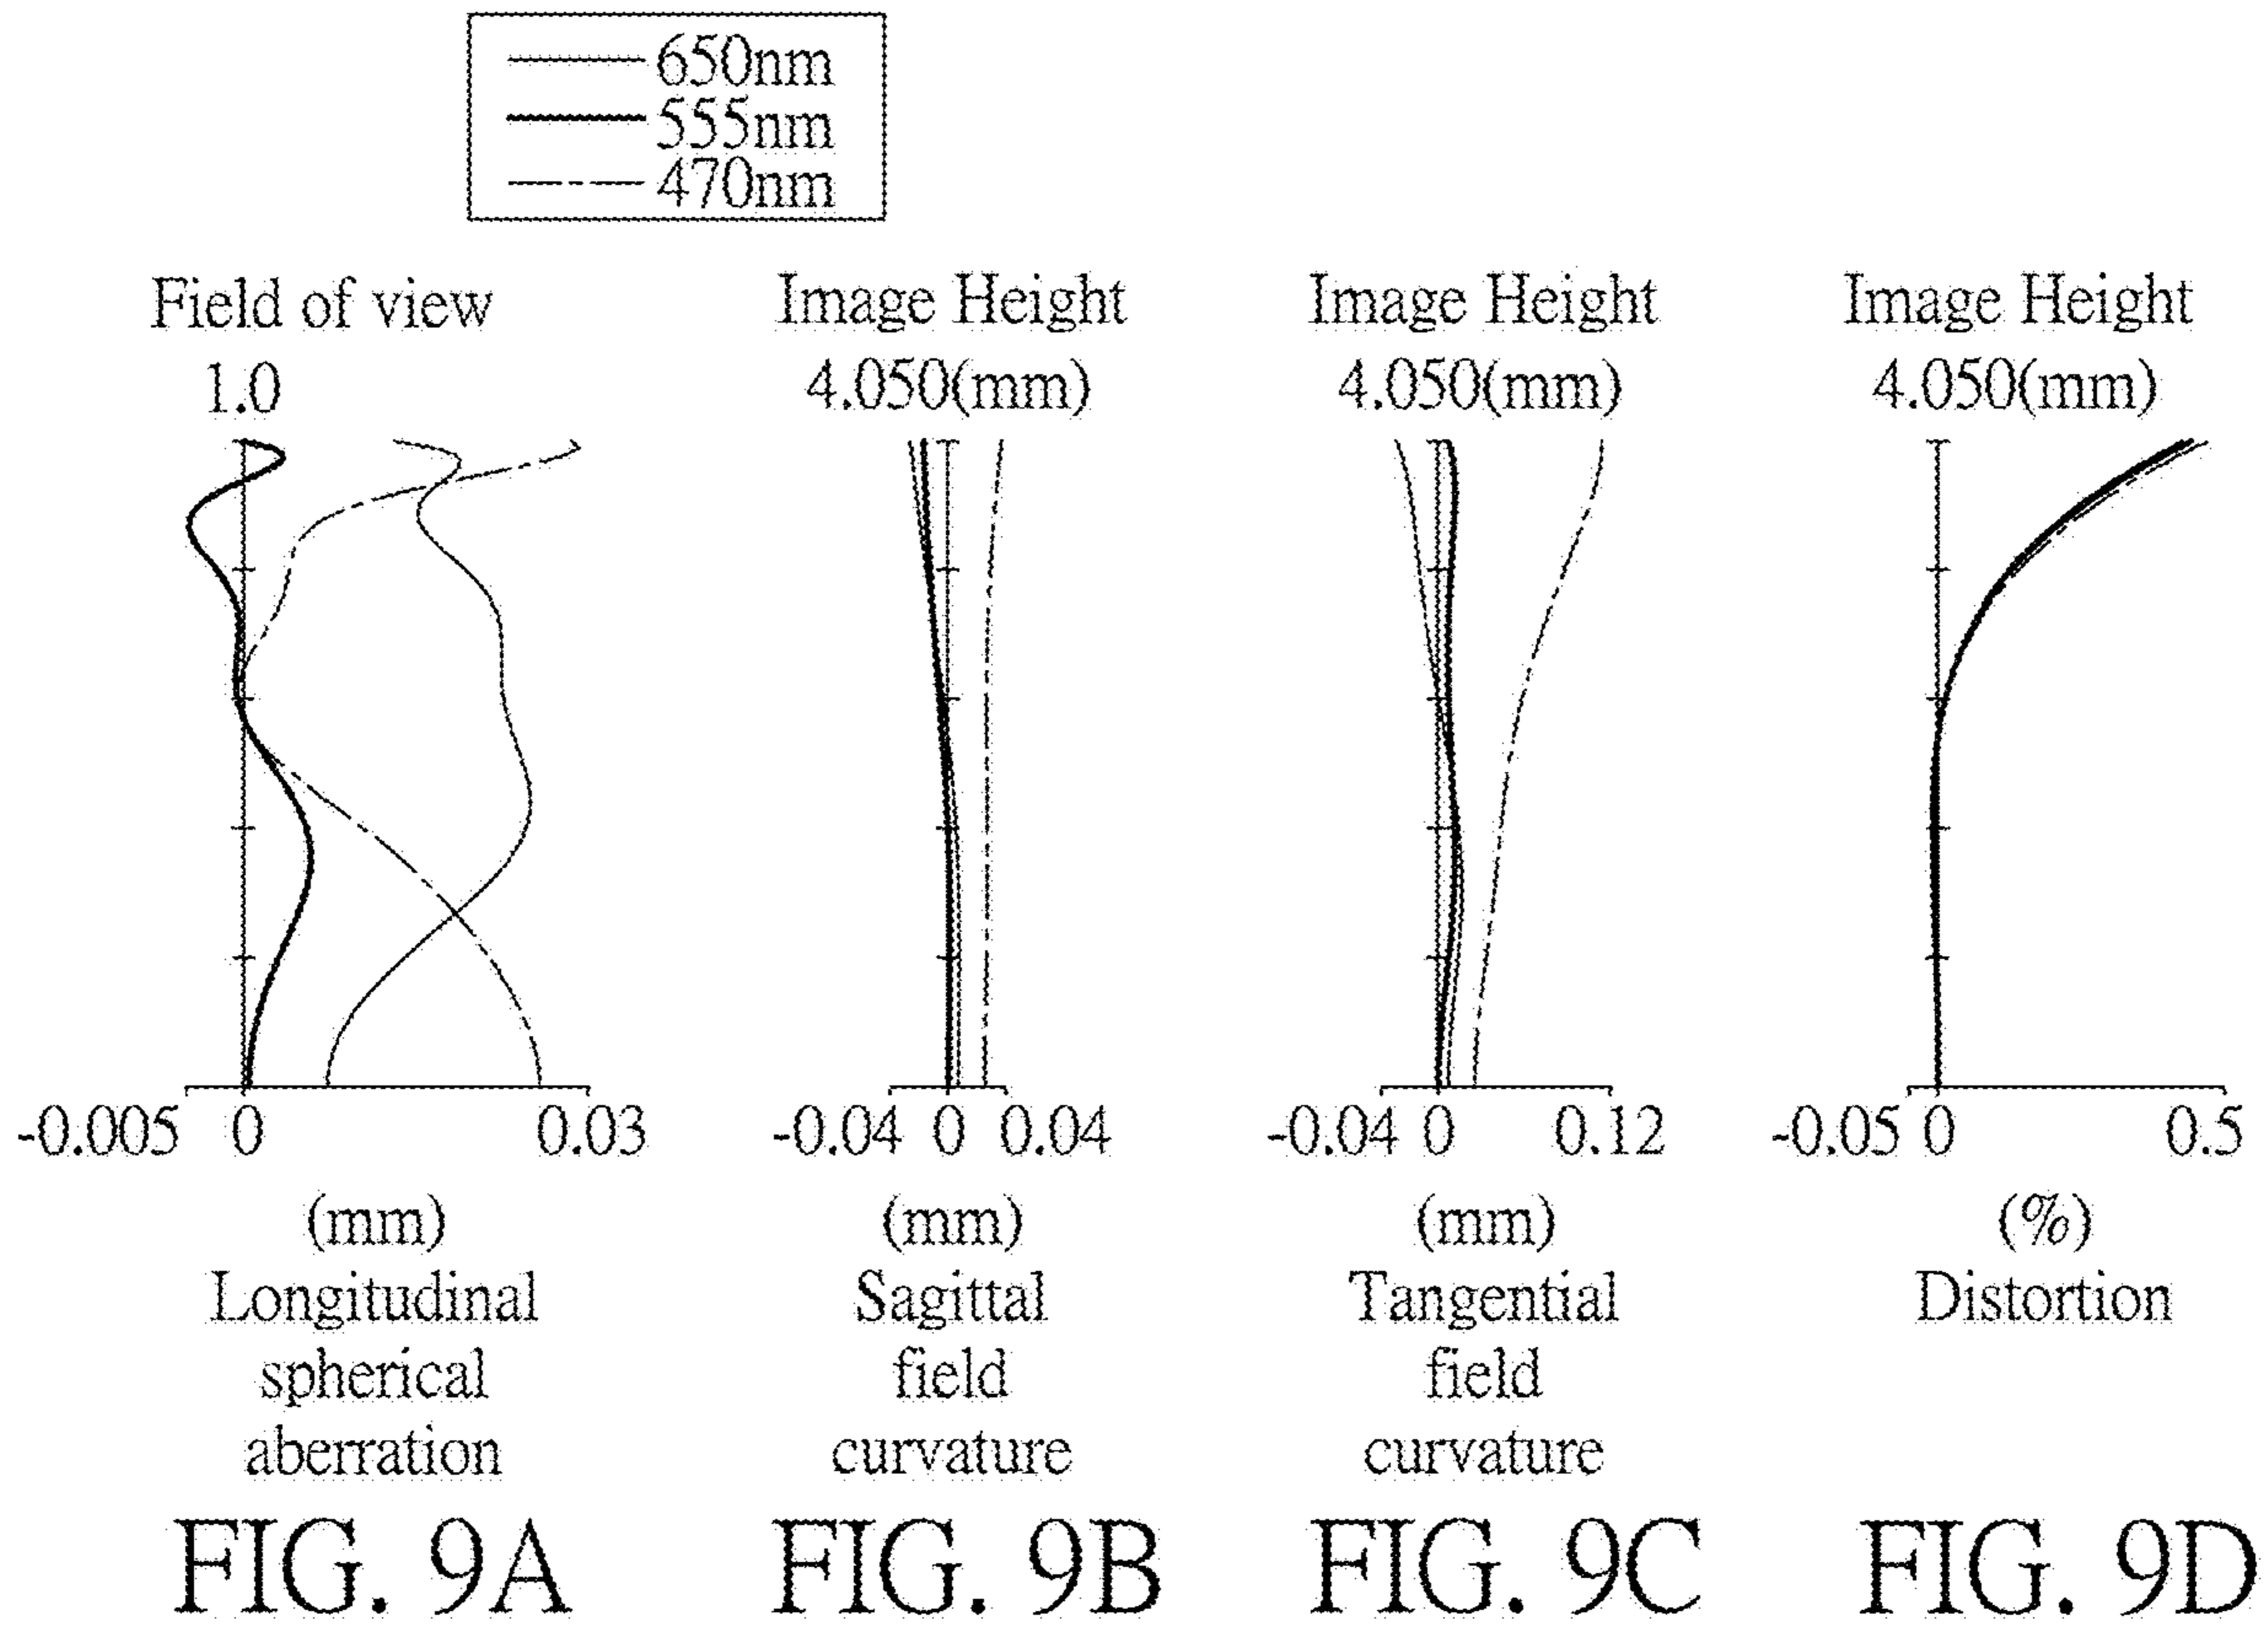 650nm
555nm
470nm
Field of view
1.0
-0.005 0 0.03
(mm)
Longitudinal
spherical
aberration
FIG. 9A
Image Height
4.050(mm)
-0.04 0 0.04
(mm)
Sagittal
field
curvature
FIG. 9B
Image Height
4.050(mm)
-0.04 0 0.12
(mm)
Tangential
field
curvature
FIG. 9C
Image Height
4.050(mm)
-0.05 0 0.5
(%)
Distortion
FIG. 9D